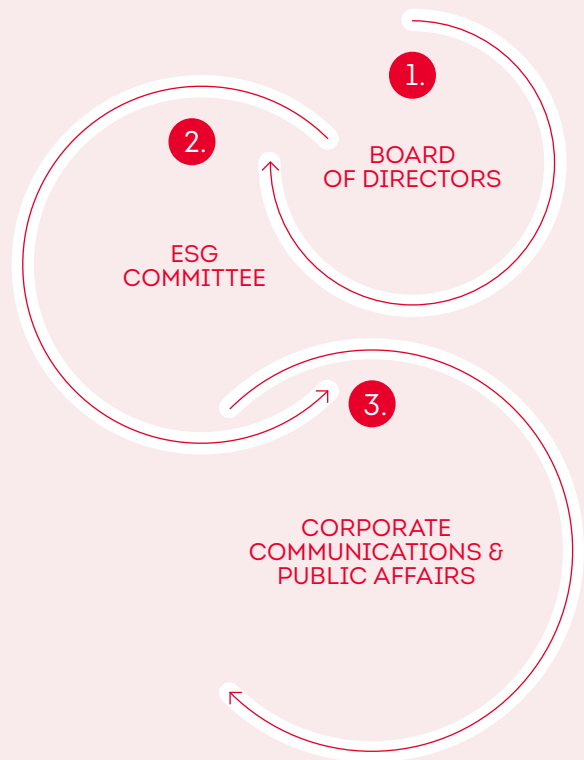 1.
BOARD
OF DIRECTORS
2.
ESG
COMMITTEE
3.
CORPORATE
COMMUNICATIONS &
PUBLIC AFFAIRS